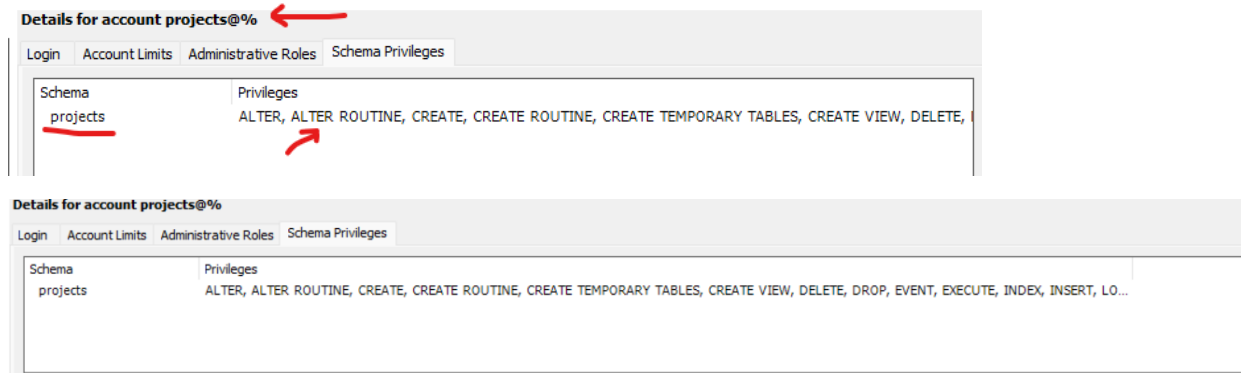 Details for account projects@%
Login Account Limits Administrative Roles Schema Privileges
Schema Privileges
projects ALTER, ALTER ROUTINE, CREATE, CREATE ROUTINE, CREATE TEMPORARY TABLES, CREATE VIEW, DELETE,
Details for account projects@%
Login Account Limits Administrative Roles Schema Privileges
Schema Privileges
projects ALTER, ALTER ROUTINE, CREATE, CREATE ROUTINE, CREATE TEMPORARY TABLES, CREATE VIEW, DELETE, DROP, EVENT, EXECUTE, INDEX, INSERT, LO...